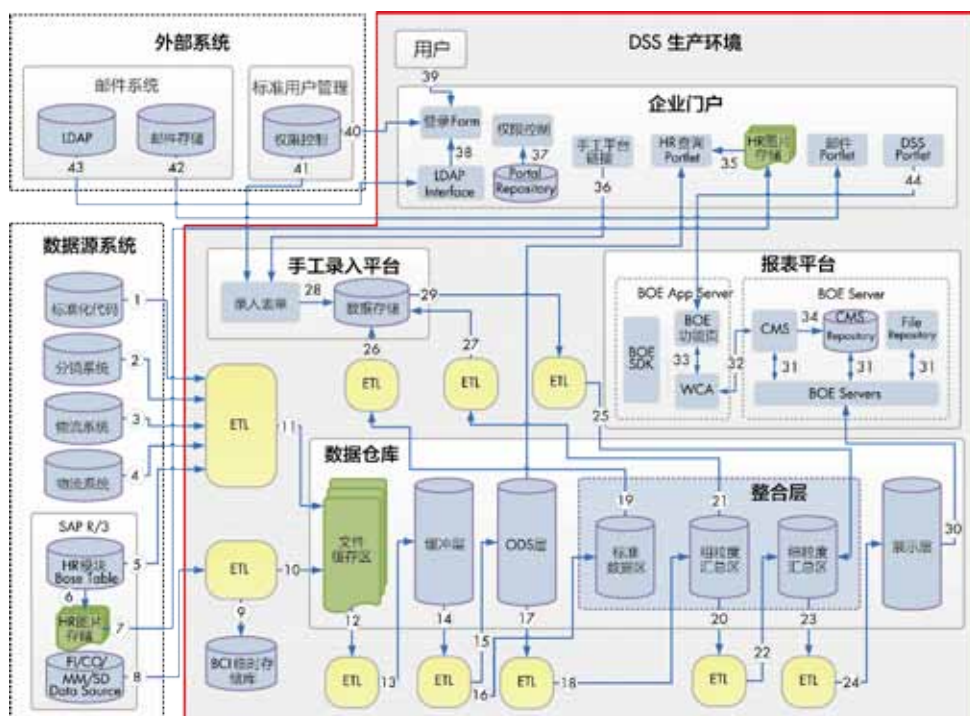 外部系统
邮件系统
LDAP
邮件存储
标准用户管理
权限控制
43
42
41
40
DSS 生产环境
用户
39
企业门户
登录Form
权限控制
手工平台
链接
HR查询
Portlet
HR图片
存储
邮件
Portlet
DSS
Portlet
38
37
36
35
44
LDAP
Interface
Portal
Repository
数据源系统
标准化代码
1
分销系统
2
物流系统
3
物流系统
4
SAP R/3
HR模块
Base Table
5
6
HR图片
存储
7
FI/CO/
MM/SD
Data Source
8
手工录入平台
录入表单
28
数据存储
29
26
27
ETL
ETL
ETL
25
报表平台
BOE App Server
BOE
SDK
BOE
功能页
33
WCA
32
BOE Server
CMS
34
CMS
Repository
File
Repository
31
31
31
BOE Servers
30
ETL
11
ETL
10
9
BCI临时存
储库
数据仓库
文件
缓存区
缓冲层
ODS层
整合层
19
21
标准
数据区
粗粒度
汇总区
细粒度
汇总区
展示层
12
13
14
15
16
17
18
20
22
23
24
ETL
ETL
ETL
ETL
ETL